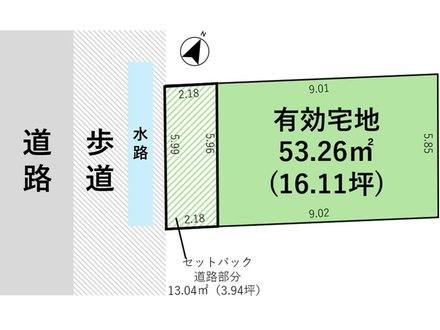 N
道路
歩道
水路
2.18
5.99
5.96
2.18
9.01
有効宅地
53.26㎡
(16.11坪)
5.85
9.02
セットバック
道路部分
13.04㎡（3.94坪）